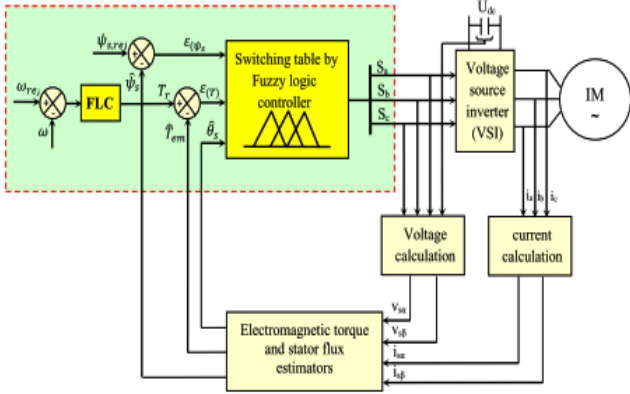 U_dc
ψ_s,ref
ε(ψ_s
ψ̂_s
Switching table by
Fuzzy logic
controller
S_a
S_b
S_c
Voltage
source
inverter
(VSI)
IM
~
ω_ref
FLC
T_r
ε(T)
ω
T̂_em
θ̂_s
i_a i_b i_c
Voltage
calculation
current
calculation
v_sα
v_sβ
i_sα
i_sβ
Electromagnetic torque
and stator flux
estimators